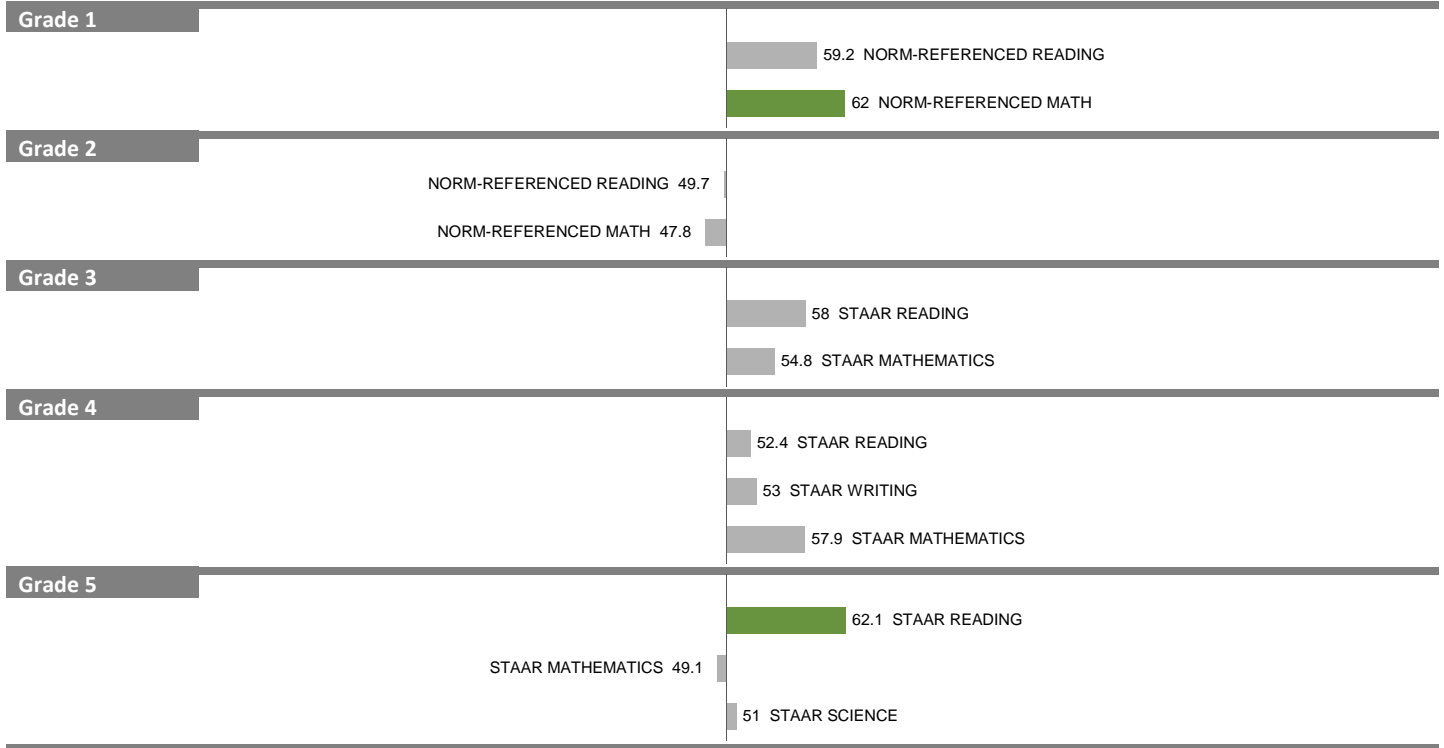 Grade 1
59.2 NORM-REFERENCED READING
62 NORM-REFERENCED MATH
Grade 2
NORM-REFERENCED READING 49.7
NORM-REFERENCED MATH 47.8
Grade 3
58 STAAR READING
54.8 STAAR MATHEMATICS
Grade 4
52.4 STAAR READING
53 STAAR WRITING
57.9 STAAR MATHEMATICS
Grade 5
62.1 STAAR READING
STAAR MATHEMATICS 49.1
51 STAAR SCIENCE